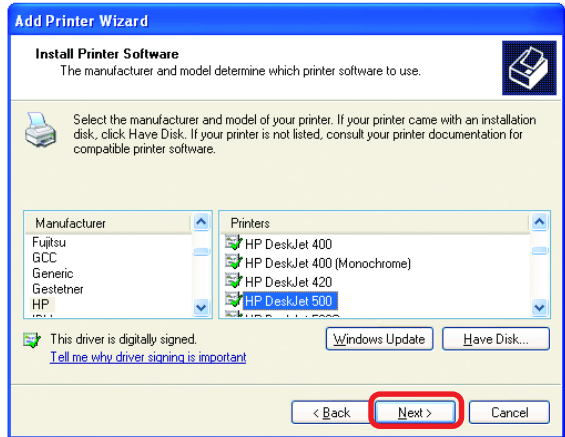 Add Printer Wizard
Install Printer Software
The manufacturer and model determine which printer software to use.
Select the manufacturer and model of your printer. If your printer came with an installation
disk, click Have Disk. If your printer is not listed, consult your printer documentation for
compatible printer software.
Manufacturer
Fujitsu
GCC
Generic
Gestetner
HP
Printers
HP DeskJet 400
HP DeskJet 400 (Monochrome)
HP DeskJet 420
HP DeskJet 500
This driver is digitally signed.
Tell me why driver signing is important
Windows Update
Have Disk...
< Back
Next >
Cancel